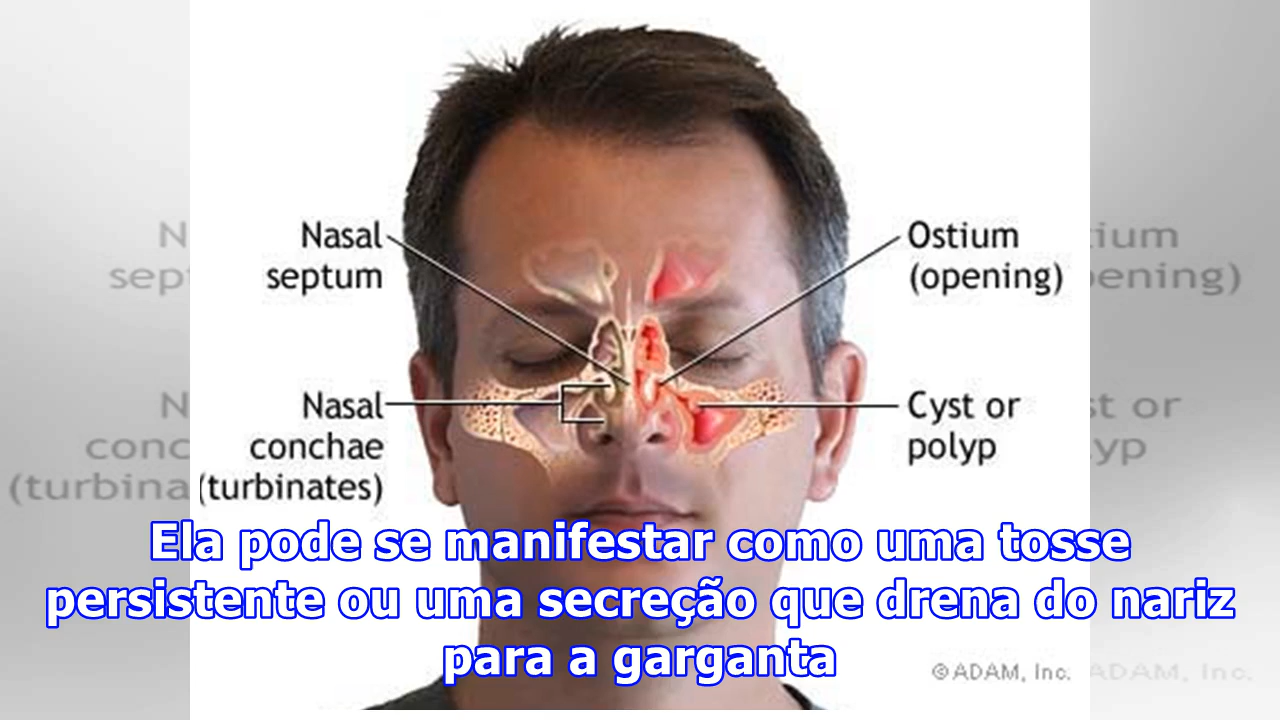 Nasal
septum
Ostium
(opening)
Nasal
conchae
(turbinates)
Cyst or
polyp
Ela pode se manifestar como uma tosse
persistente ou uma secreção que drena do nariz
para a garganta
©ADAM, Inc.